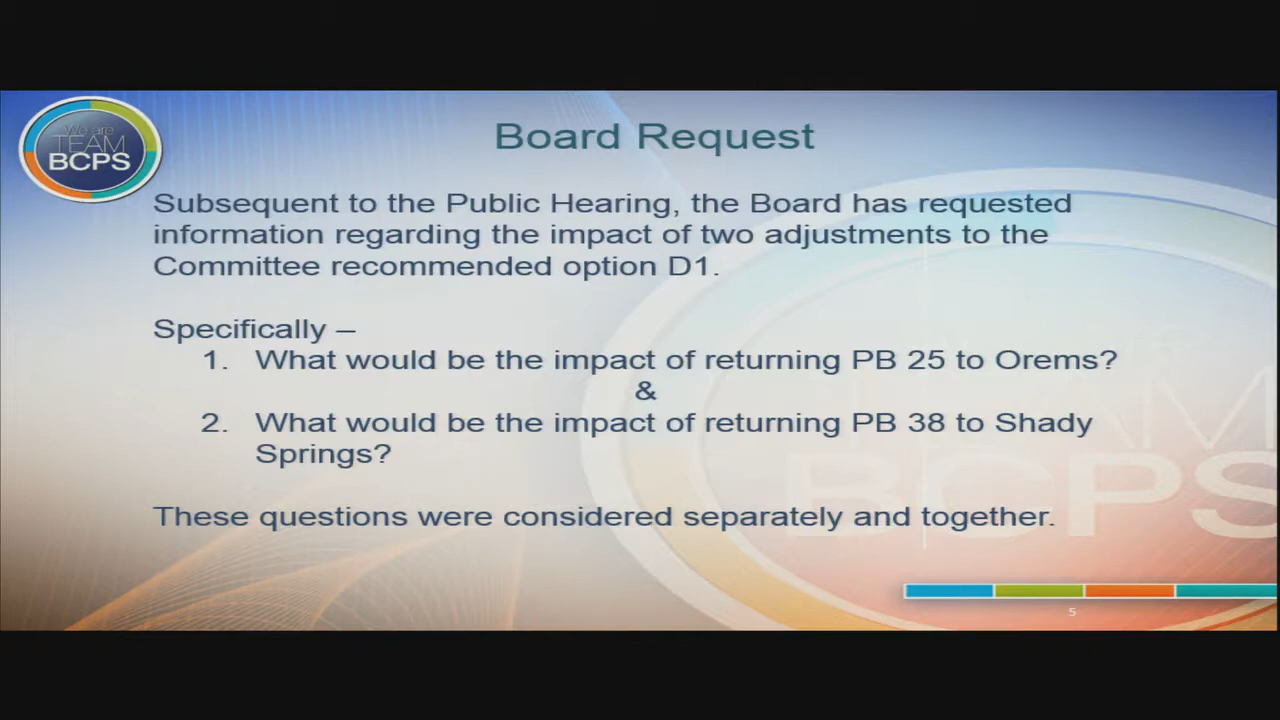 We are
TEAM
BCPS
Board Request
Subsequent to the Public Hearing, the Board has requested
information regarding the impact of two adjustments to the
Committee recommended option D1.
Specifically –
1. What would be the impact of returning PB 25 to Orems?
&
2. What would be the impact of returning PB 38 to Shady
Springs?
These questions were considered separately and together.
BCPS
5